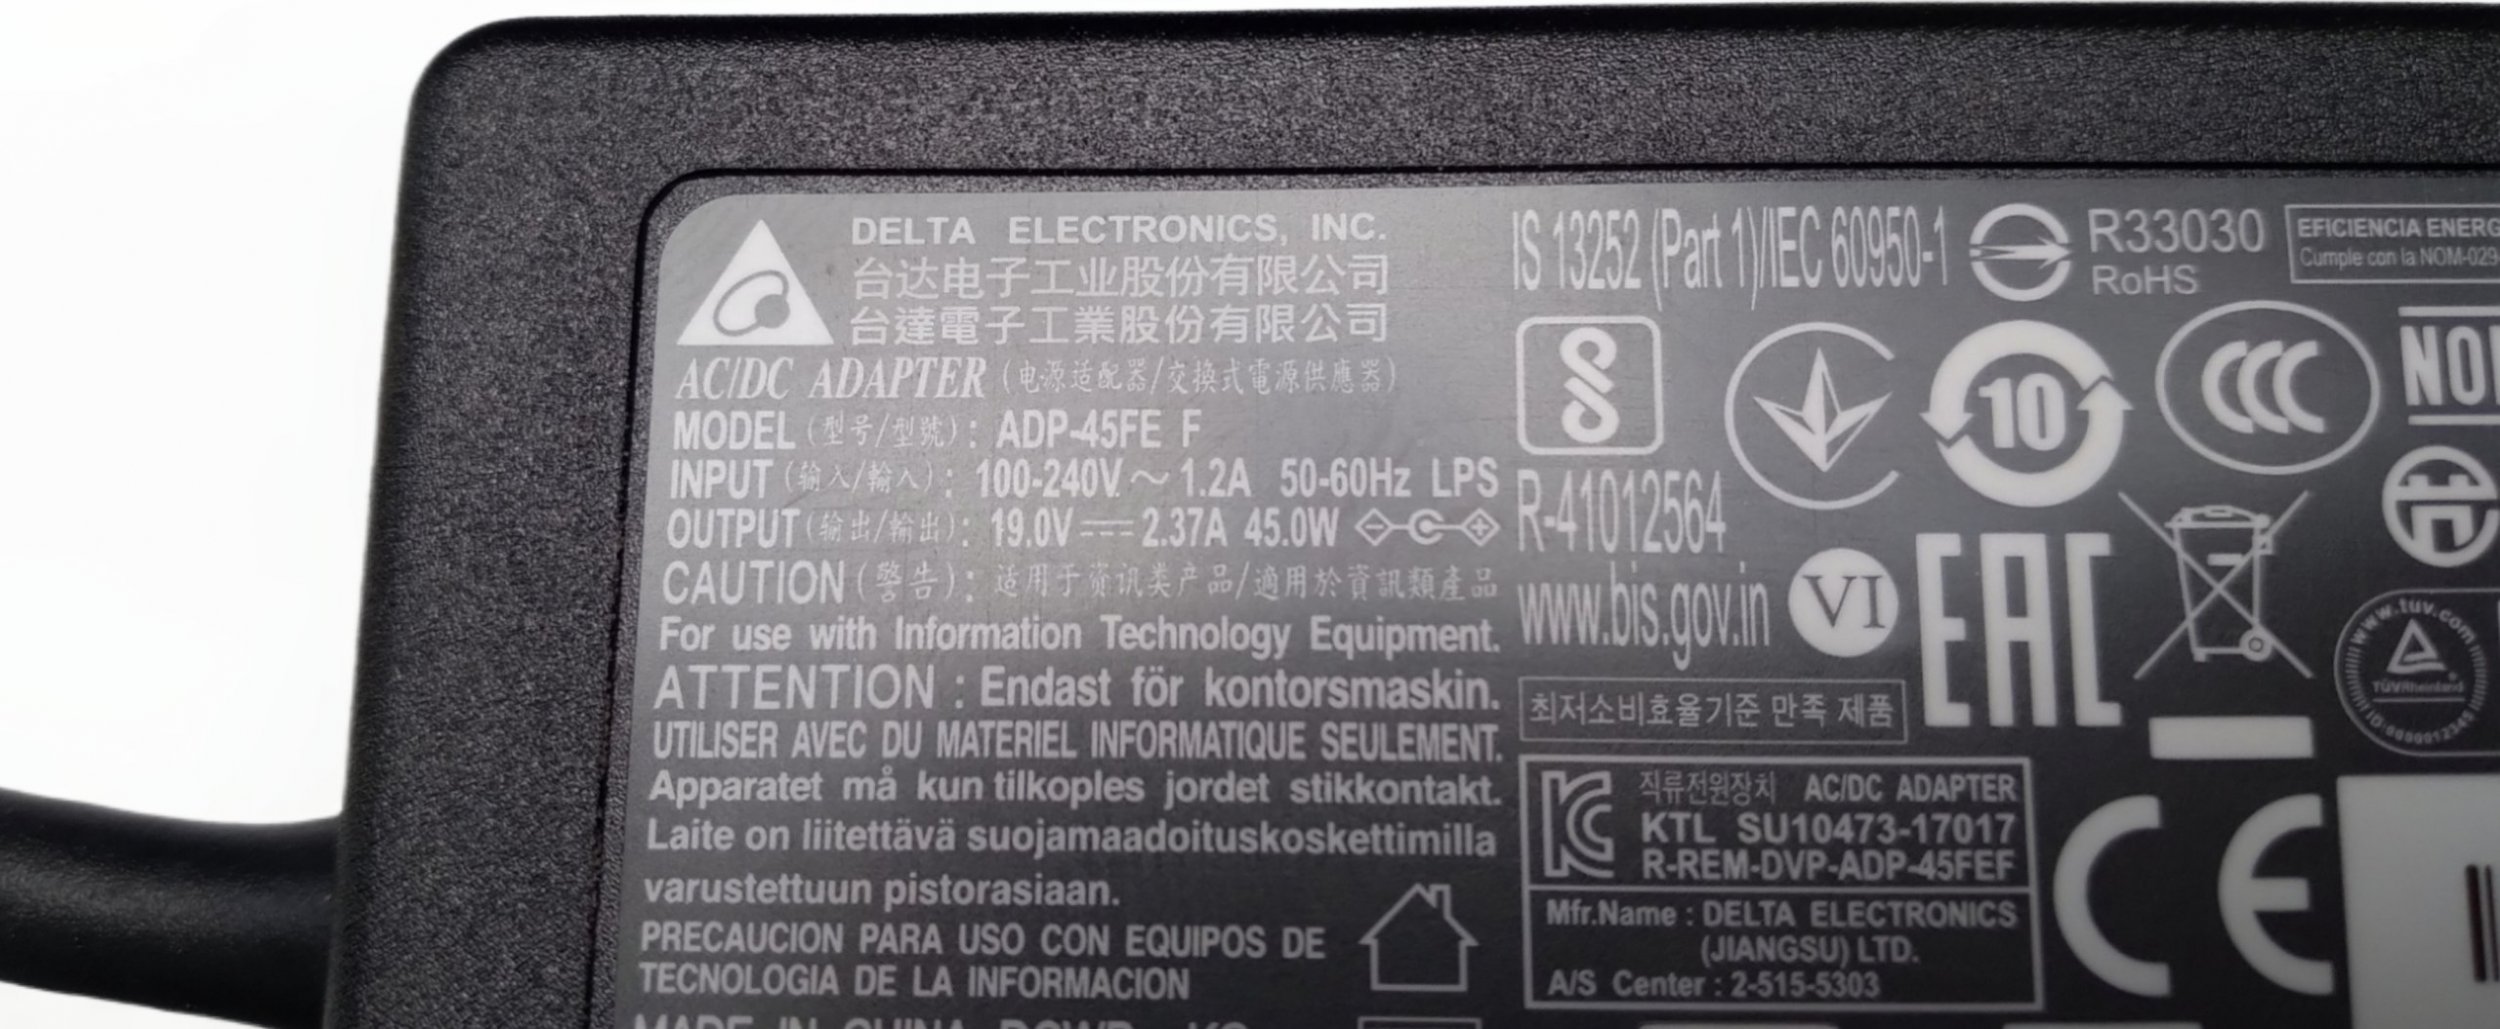 DELTA ELECTRONICS, INC.
台达电子工业股份有限公司
台達電子工業股份有限公司
AC/DC ADAPTER (电源适配器/交換式電源供應器)
MODEL (型号/型號): ADP-45FE F
INPUT (输入/輸入): 100-240V ~ 1.2A 50-60Hz LPS
OUTPUT (输出/輸出): 19.0V ⎓ 2.37A 45.0W
CAUTION (警告): 适用于资讯类产品/適用於資訊類產品
For use with Information Technology Equipment.
ATTENTION : Endast för kontorsmaskin.
UTILISER AVEC DU MATERIEL INFORMATIQUE SEULEMENT.
Apparatet må kun tilkoples jordet stikkontakt.
Laite on liitettävä suojamaadoituskoskettimilla
varustettuun pistorasiaan.
PRECAUCION PARA USO CON EQUIPOS DE
TECNOLOGIA DE LA INFORMACION
MADE IN CHINA
IS 13252 (Part 1)/IEC 60950-1
R33030
RoHS
EFICIENCIA ENERG
Cumple con la NOM-029
10
CCC
R-41012564
www.bis.gov.in
VI
EAC
www.tuv.com
TÜVRheinland
최저소비효율기준 만족 제품
직류전원장치 AC/DC ADAPTER
KTL SU10473-17017
R-REM-DVP-ADP-45FEF
Mfr.Name : DELTA ELECTRONICS
(JIANGSU) LTD.
A/S Center : 2-515-5303
CE